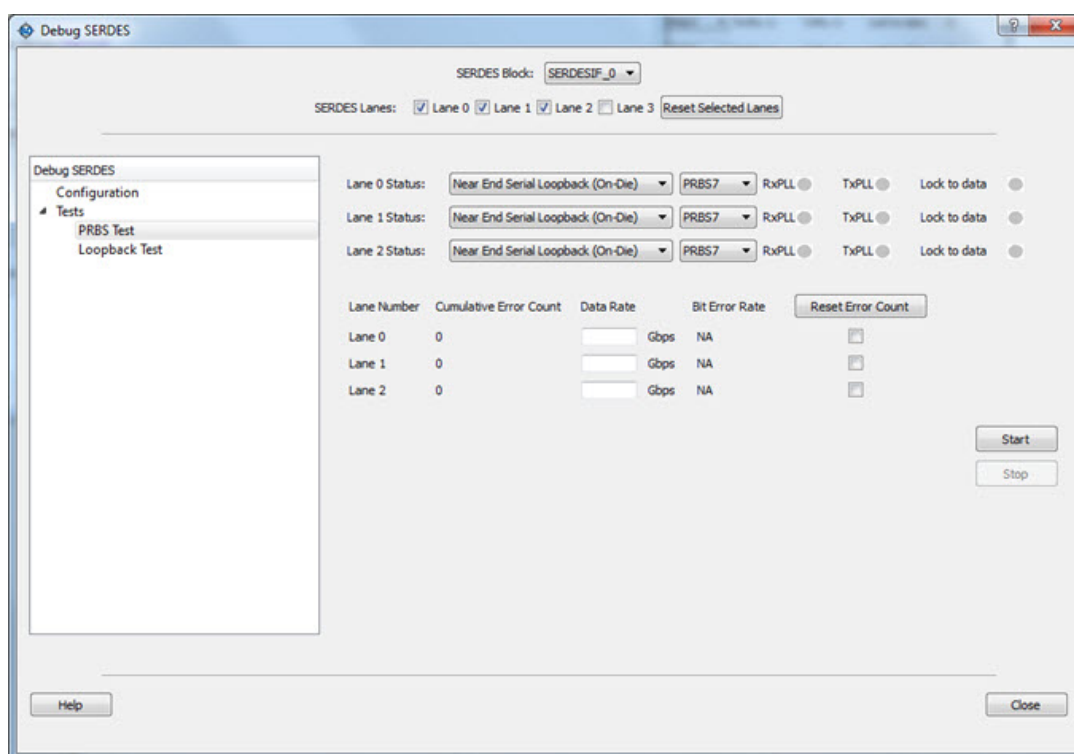 Debug SERDES
SERDES Block: SERDESIF_0
SERDES Lanes: Lane 0 Lane 1 Lane 2 Lane 3 Reset Selected Lanes
Debug SERDES
Configuration
Tests
PRBS Test
Loopback Test
Lane 0 Status: Near End Serial Loopback (On-Die) PRBS7 RxPLL TxPLL Lock to data
Lane 1 Status: Near End Serial Loopback (On-Die) PRBS7 RxPLL TxPLL Lock to data
Lane 2 Status: Near End Serial Loopback (On-Die) PRBS7 RxPLL TxPLL Lock to data
Lane Number Cumulative Error Count Data Rate Bit Error Rate Reset Error Count
Lane 0 0 Gbps NA
Lane 1 0 Gbps NA
Lane 2 0 Gbps NA
Start
Stop
Help Close